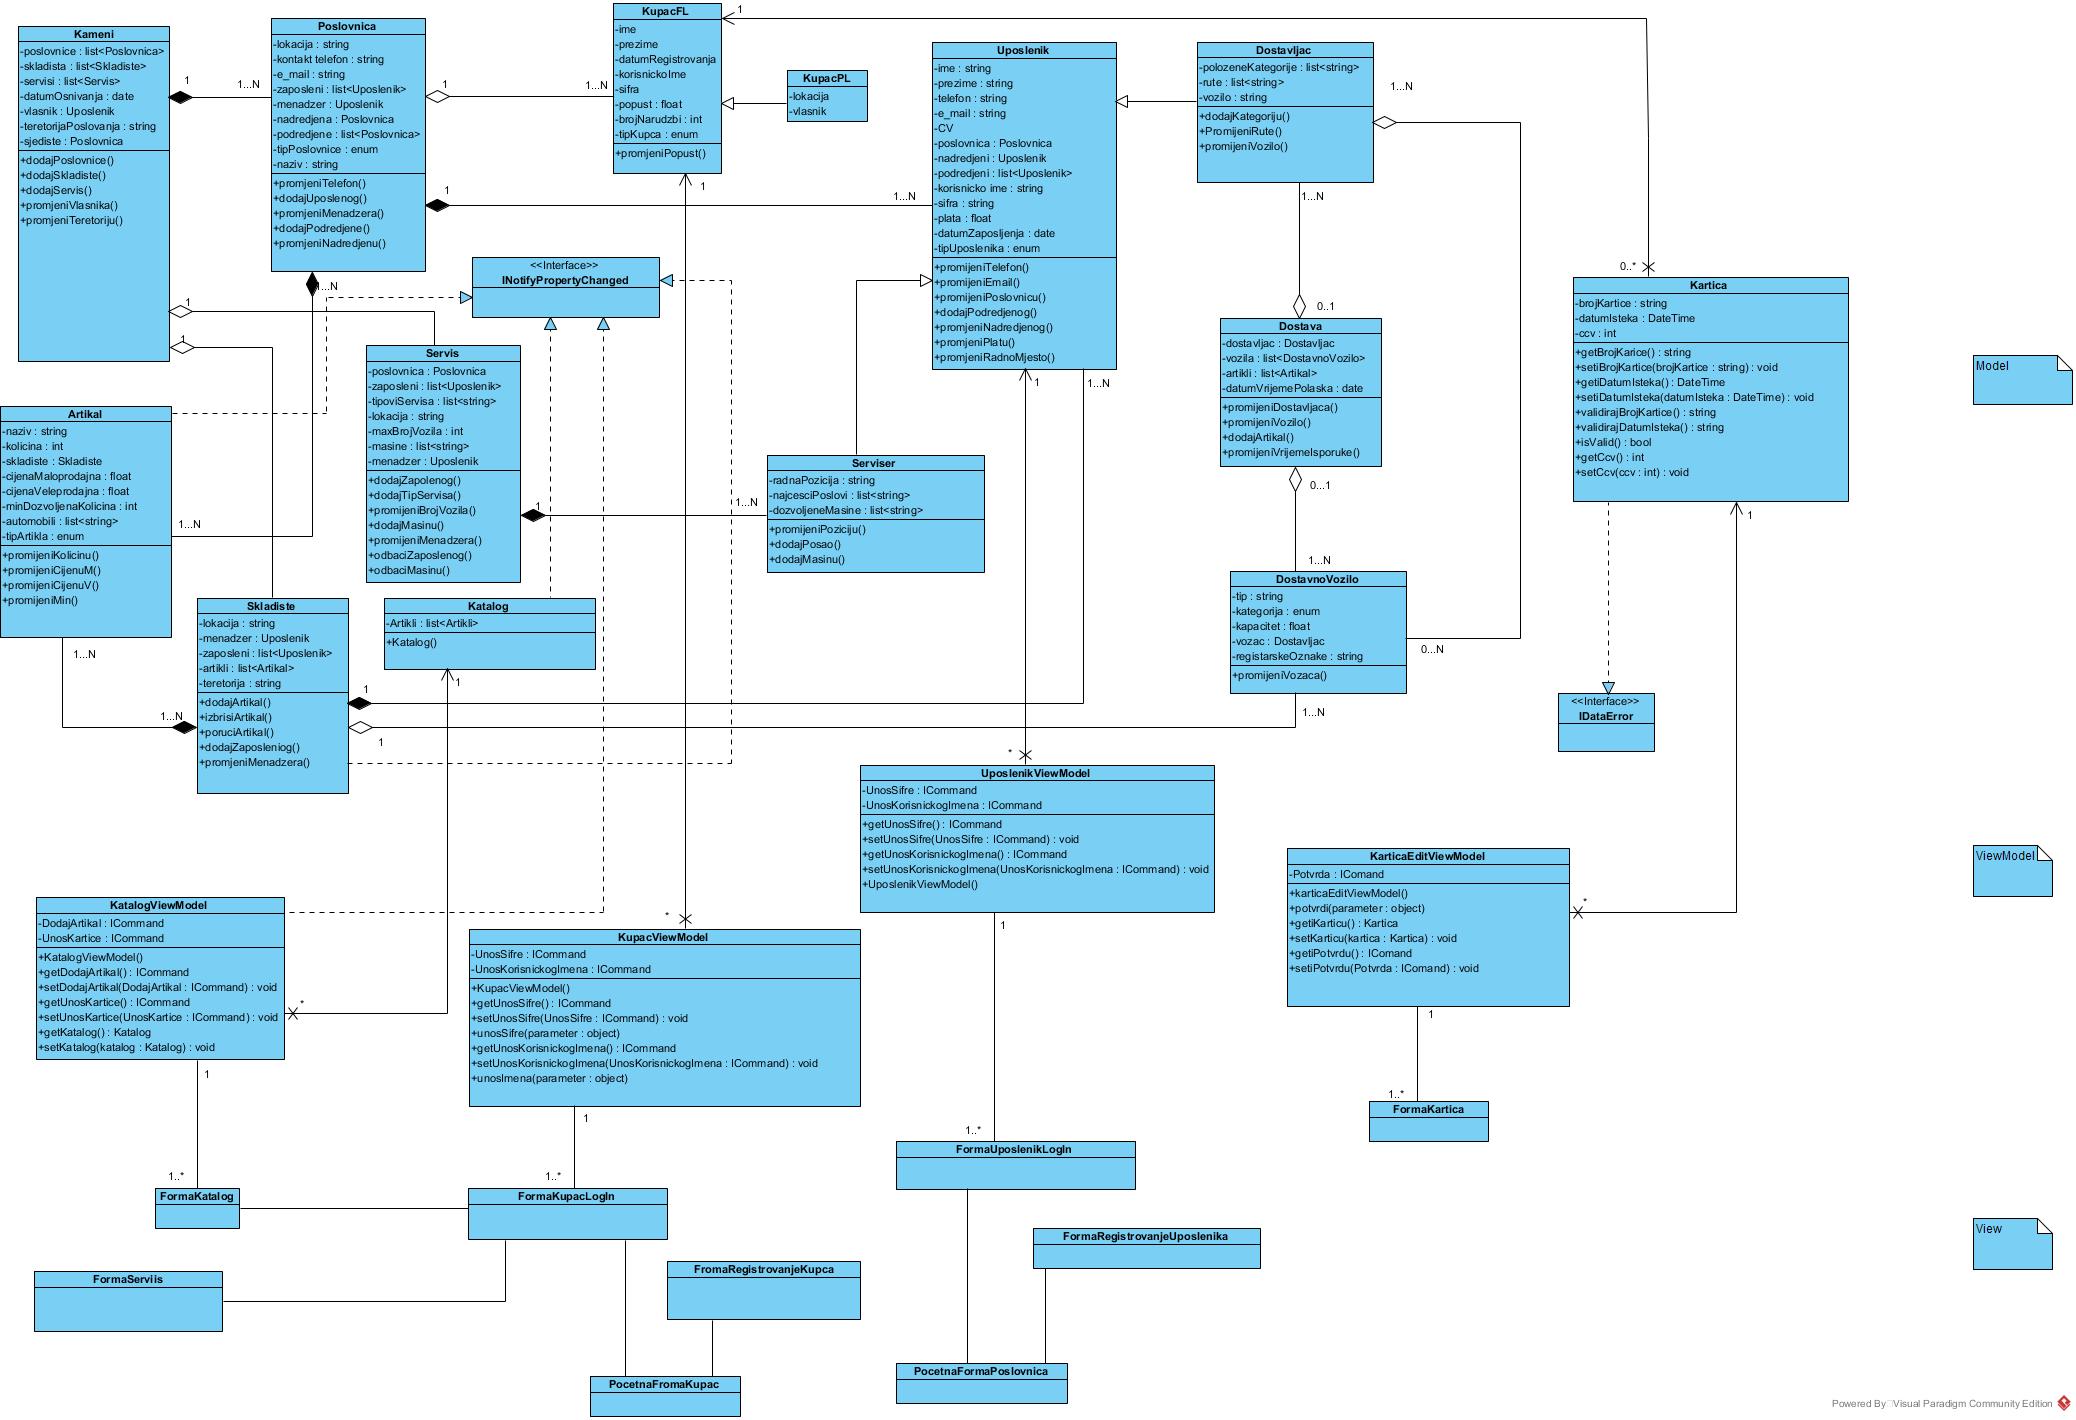 Kameni
-poslovnice : list<Poslovnica>
-skladista : list<Skladiste>
-servisi : list<Servis>
-datumOsnivanja : date
-vlasnik : Uposlenik
-teretorijaPoslovanja : string
-sjediste : Poslovnica
+dodajPoslovnice()
+dodajSkladiste()
+dodajServis()
+promjeniVlasnika()
+promjeniTeretoriju()
1
1...N
1
1
Poslovnica
-lokacija : string
-kontakt telefon : string
-e_mail : string
-zaposleni : list<Uposlenik>
-menadzer : Uposlenik
-nadredjena : Poslovnica
-podredjene : list<Poslovnica>
-tipPoslovnice : enum
-naziv : string
+promjeniTelefon()
+dodajUposlenog()
+promjeniMenadzera()
+dodajPodredjene()
+promjeniNadredjenu()
1
1...N
1
1...N
1...N
KupacFL
-ime
-prezime
-datumRegistrovanja
-korisnickoIme
-sifra
-popust : float
-brojNarudzbi : int
-tipKupca : enum
+promjeniPopust()
1
1
KupacPL
-lokacija
-vlasnik
Uposlenik
-ime : string
-prezime : string
-telefon : string
-e_mail : string
-CV
-poslovnica : Poslovnica
-nadredjeni : Uposlenik
-podredjeni : list<Uposlenik>
-korisnicko ime : string
-sifra : string
-plata : float
-datumZaposljenja : date
-tipUposlenika : enum
+promijeniTelefon()
+promijeniEmail()
+promijeniPoslovnicu()
+dodajPodredjenog()
+promijeniNadredjenog()
+promijeniPlatu()
+promijeniRadnoMjesto()
1
1...N
Dostavljac
-polozeneKategorije : list<string>
-rute : list<string>
-vozilo : string
+dodajKategoriju()
+PromijeniRute()
+promijeniVozilo()
1...N
1...N
0..1
Dostava
-dostavljac : Dostavljac
-vozila : list<DostavnoVozilo>
-artikli : list<Artikal>
-datumVrijemePolaska : date
+promijeniDostavljaca()
+promijeniVozilo()
+dodajArtikal()
+promijeniVrijemeIsporuke()
0...1
1...N
DostavnoVozilo
-tip : string
-kategorija : enum
-kapacitet : float
-vozac : Dostavljac
-registarskeOznake : string
+promijeniVozaca()
0...N
1...N
0..*
Kartica
-brojKartice : string
-datumIsteka : DateTime
-ccv : int
+getBrojKarice() : string
+setiBrojKartice(brojKartice : string) : void
+getiDatumIsteka() : DateTime
+setiDatumIsteka(datumIsteka : DateTime) : void
+validirajBrojKartice() : string
+validirajDatumIsteka() : string
+isValid() : bool
+getCcv() : int
+setCcv(ccv : int) : void
1
<<Interface>>
IDataError
Model
<<Interface>>
INotifyPropertyChanged
Servis
-poslovnica : Poslovnica
-zaposleni : list<Uposlenik>
-tipoviServisa : list<string>
-lokacija : string
-maxBrojVozila : int
-masine : list<string>
-menadzer : Uposlenik
+dodajZapolenog()
+dodajTipServisa()
+promijeniBrojVozila()
+dodajMasinu()
+promijeniMenadzera()
+odbaciZaposlenog()
+odbaciMasinu()
1
1...N
Serviser
-radnaPozicija : string
-najcesciPoslovi : list<string>
-dozvoljeneMasine : list<string>
+promijeniPoziciju()
+dodajPosao()
+dodajMasinu()
Artikal
-naziv : string
-kolicina : int
-skladiste : Skladiste
-cijenaMaloprodajna : float
-cijenaVeleprodajna : float
-minDozvoljenaKolicina : int
-automobili : list<string>
-tipArtikla : enum
+promijeniKolicinu()
+promijeniCijenuM()
+promijeniCijenuV()
+promijeniMin()
1...N
1...N
1...N
Skladiste
-lokacija : string
-menadzer : Uposlenik
-zaposleni : list<Uposlenik>
-artikli : list<Artikal>
-teretorija : string
+dodajArtikal()
+izbrisiArtikal()
+poruciArtikal()
+dodajZaposleniog()
+promjeniMenadzera()
1
1
Katalog
-Artikli : list<Artikli>
+Katalog()
1
*
UposlenikViewModel
-UnosSifre : ICommand
-UnosKorisnickogImena : ICommand
+getUnosSifre() : ICommand
+setUnosSifre(UnosSifre : ICommand) : void
+getUnosKorisnickogImena() : ICommand
+setUnosKorisnickogImena(UnosKorisnickogImena : ICommand) : void
+UposlenikViewModel()
1
KarticaEditViewModel
-Potvrda : IComand
+karticaEditViewModel()
+potvrdi(parameter : object)
+getiKarticu() : Kartica
+setKarticu(kartica : Kartica) : void
+getiPotvrdu() : IComand
+setiPotvrdu(Potvrda : IComand) : void
*
1
ViewModel
KatalogViewModel
-DodajArtikal : ICommand
-UnosKartice : ICommand
+KatalogViewModel()
+getDodajArtikal() : ICommand
+setDodajArtikal(DodajArtikal : ICommand) : void
+getUnosKartice() : ICommand
+setUnosKartice(UnosKartice : ICommand) : void
+getKatalog() : Katalog
+setKatalog(katalog : Katalog) : void
*
1
*
KupacViewModel
-UnosSifre : ICommand
-UnosKorisnickogImena : ICommand
+KupacViewModel()
+getUnosSifre() : ICommand
+setUnosSifre(UnosSifre : ICommand) : void
+unosSifre(parameter : object)
+getUnosKorisnickogImena() : ICommand
+setUnosKorisnickogImena(UnosKorisnickogImena : ICommand) : void
+unosImena(parameter : object)
1
1..*
FormaKartica
1..*
FormaUposlenikLogIn
1..*
FormaKatalog
1..*
FormaKupacLogIn
FormaRegistrovanjeUposlenika
View
FormaServiis
FromaRegistrovanjeKupca
PocetnaFromaKupac
PocetnaFormaPoslovnica
Powered By Visual Paradigm Community Edition